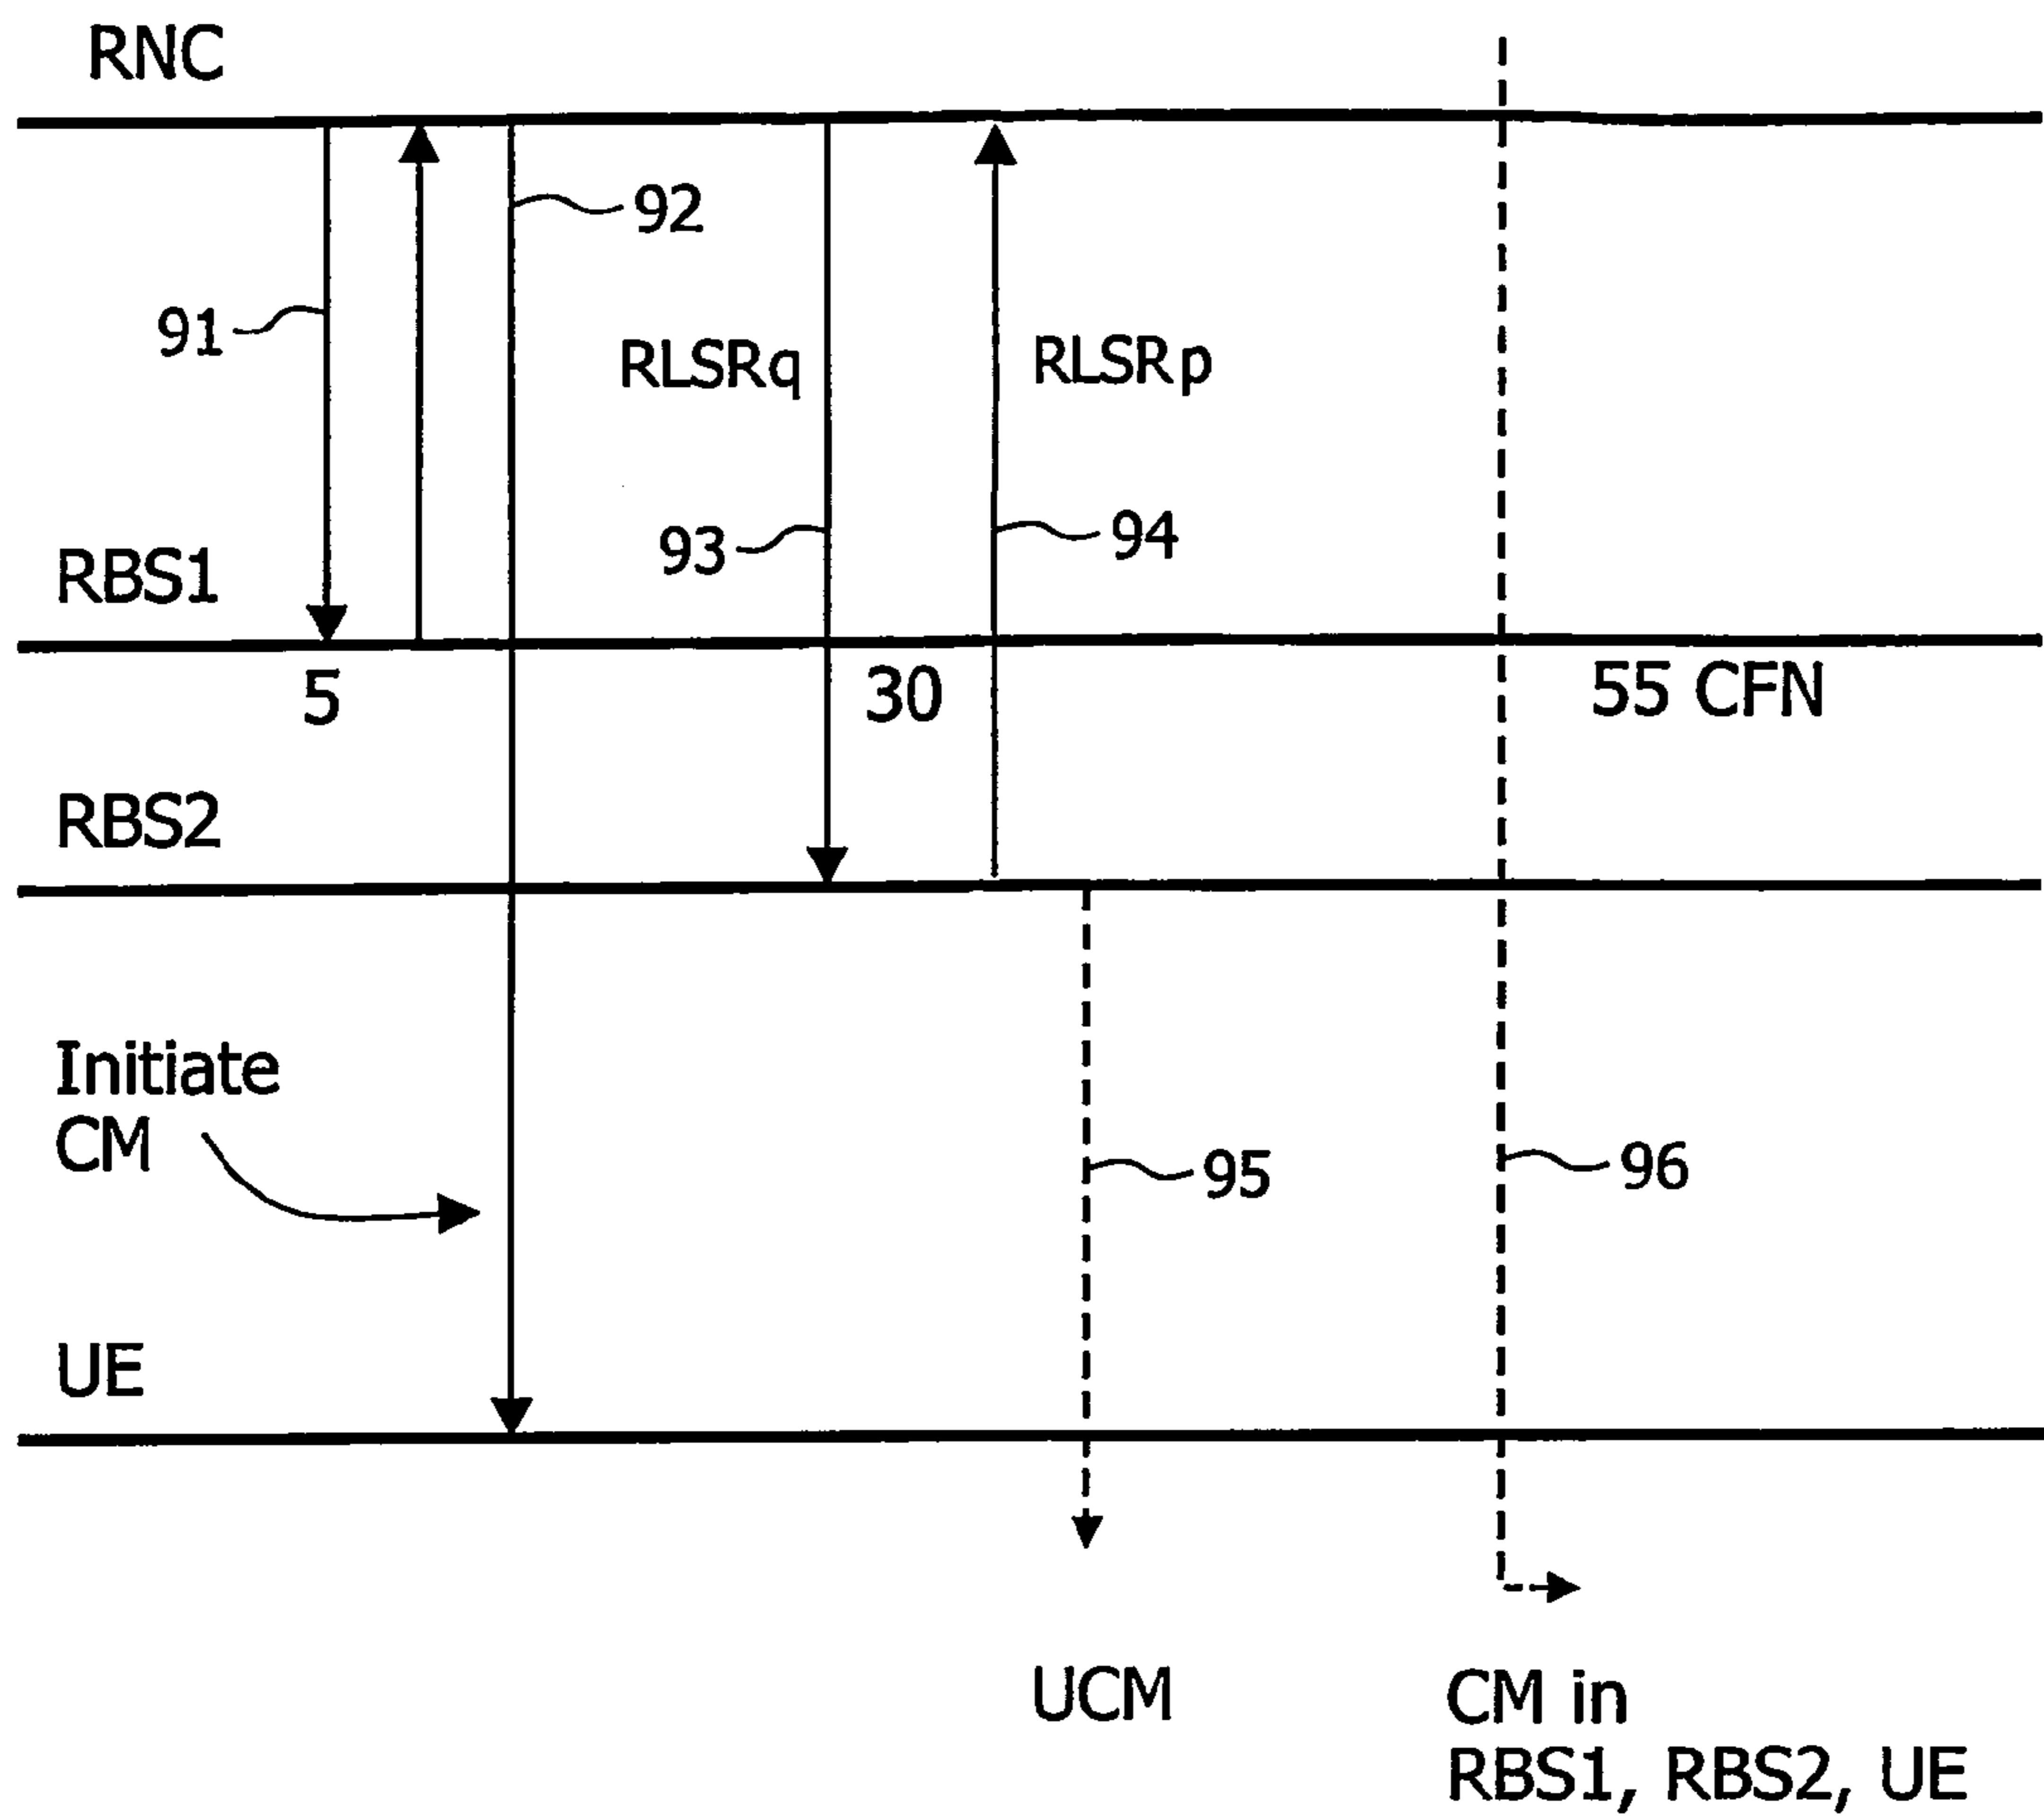 RNC
92
91
RLSRq
RLSRp
93
94
RBS1
5
30
55 CFN
RBS2
Initiate
CM
95
96
UE
UCM
CM in
RBS1, RBS2, UE